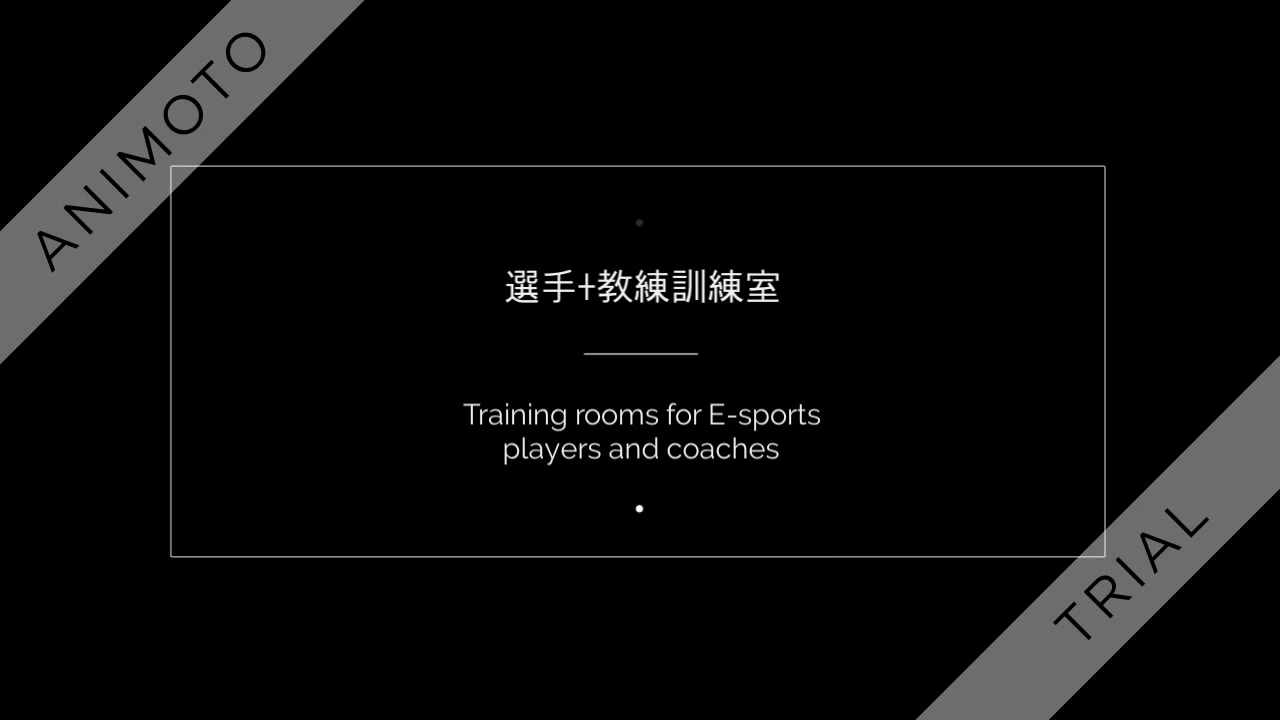 ANIMOTO
選手+教練訓練室
Training rooms for E-sports
players and coaches
TRIAL